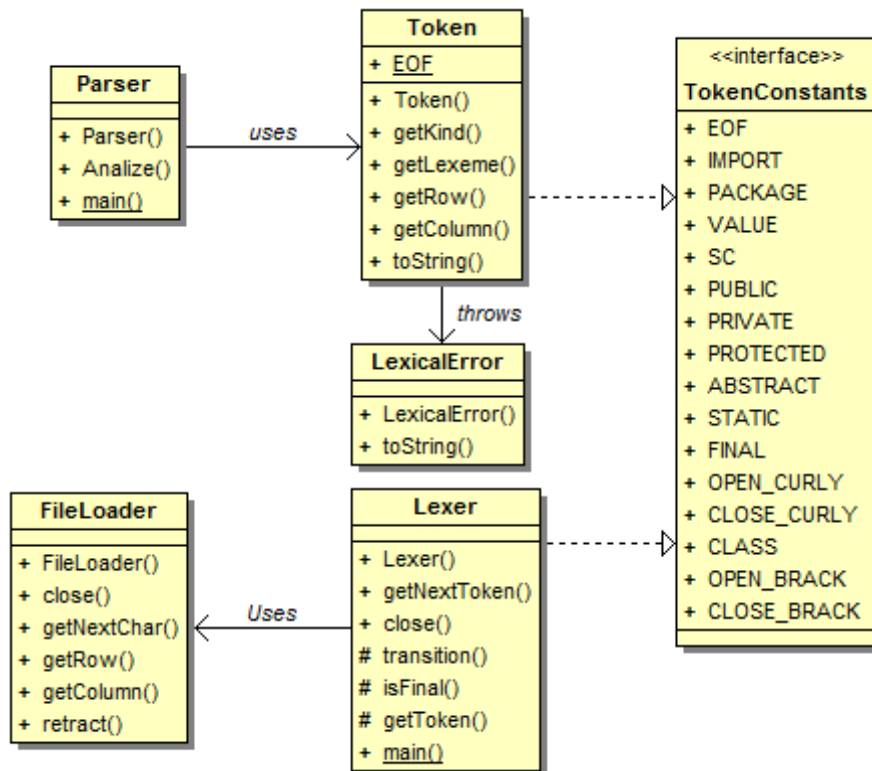 Parser
+ Parser()
+ Analize()
+ main()
uses
Token
+ EOF
+ Token()
+ getKind()
+ getLexeme()
+ getRow()
+ getColumn()
+ toString()
throws
LexicalError
+ LexicalError()
+ toString()
FileLoader
+ FileLoader()
+ close()
+ getNextChar()
+ getRow()
+ getColumn()
+ retract()
Uses
Lexer
+ Lexer()
+ getNextToken()
+ close()
# transition()
# isFinal()
# getToken()
+ main()
<<interface>>
TokenConstants
+ EOF
+ IMPORT
+ PACKAGE
+ VALUE
+ SC
+ PUBLIC
+ PRIVATE
+ PROTECTED
+ ABSTRACT
+ STATIC
+ FINAL
+ OPEN_CURLY
+ CLOSE_CURLY
+ CLASS
+ OPEN_BRACK
+ CLOSE_BRACK